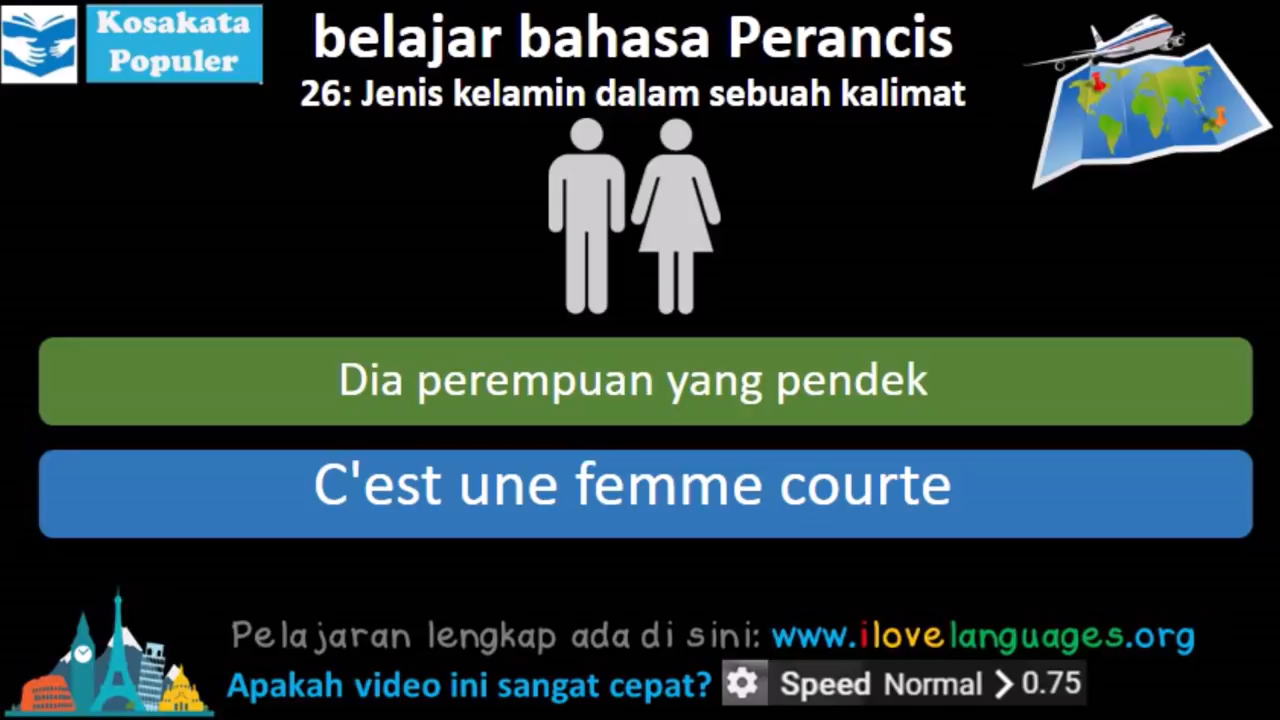 Kosakata
Populer
belajar bahasa Perancis
26: Jenis kelamin dalam sebuah kalimat
Dia perempuan yang pendek
C'est une femme courte
Pelajaran lengkap ada di sini: www.ilovelanguages.org
Apakah video ini sangat cepat? Speed Normal > 0.75